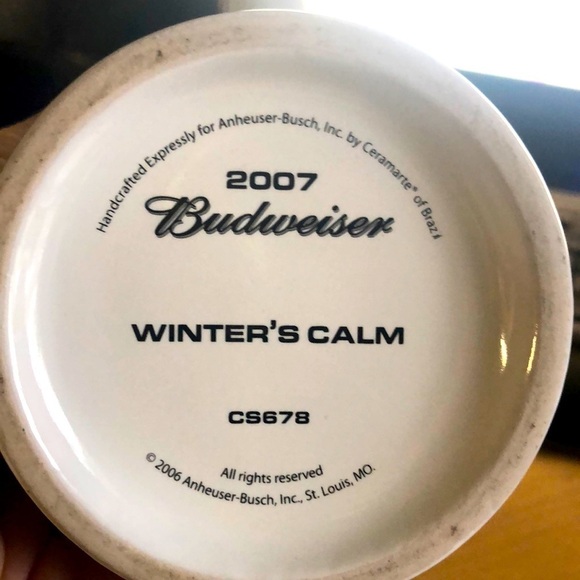 Handcrafted Expressly for Anheuser-Busch, Inc. by Ceramarte® of Brazil
2007
Budweiser
WINTER'S CALM
CS678
All rights reserved
© 2006 Anheuser-Busch, Inc., St. Louis, MO.